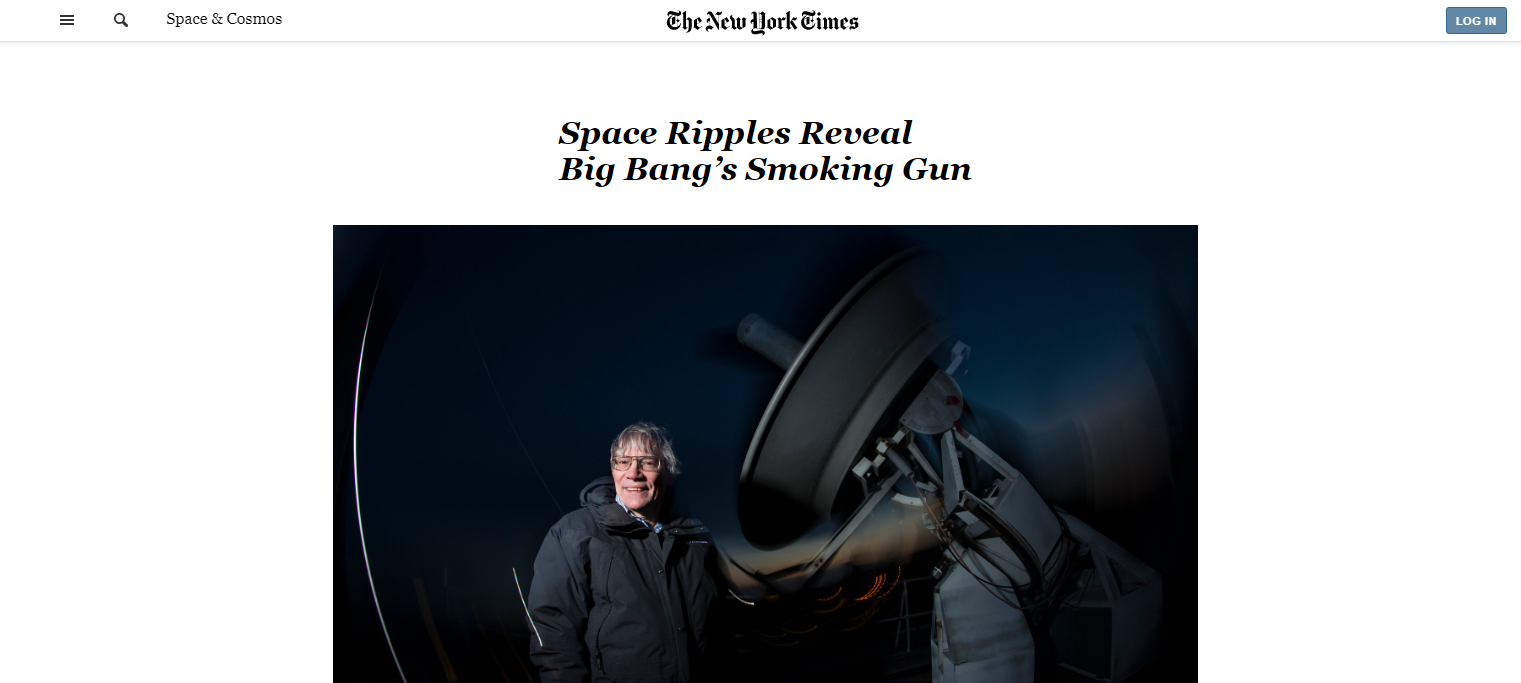 Space & Cosmos
The New York Times
LOG IN
Space Ripples Reveal
Big Bang’s Smoking Gun